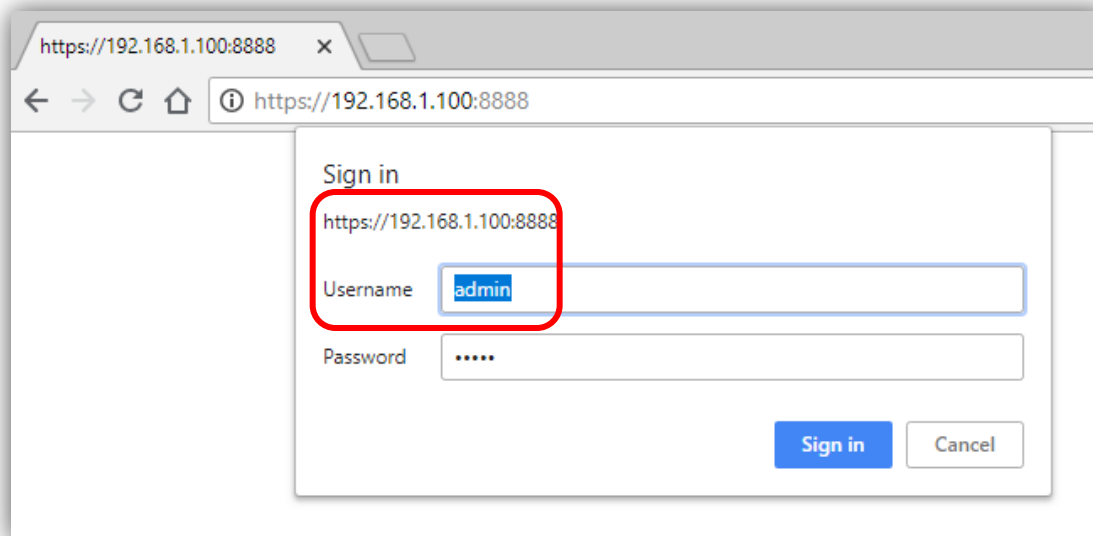 https://192.168.1.100:8888
https://192.168.1.100:8888
Sign in
https://192.168.1.100:8888
Username admin
Password •••••
Sign in Cancel